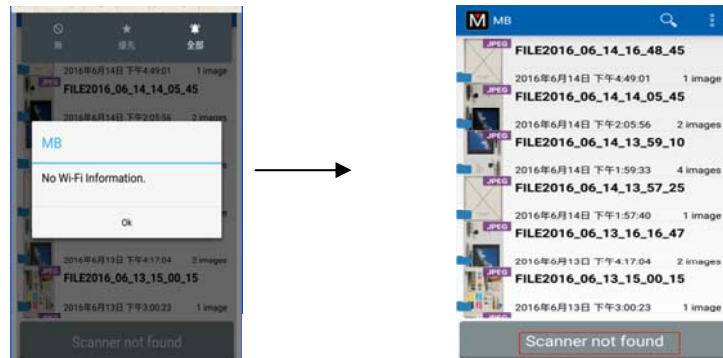 無 優先 全部
2016年6月14日 下午4:49:01 1 image
FILE2016_06_14_14_05_45
2016年6月14日 下午2:05:56 2 images
MB
No Wi-Fi Information.
Ok
2016年6月13日 下午4:17:04 2 images
JPEG
FILE2016_06_13_15_00_15
2016年6月13日 下午3:00:23 1 image
Scanner not found
M MB
JPEG
FILE2016_06_14_16_48_45
2016年6月14日 下午4:49:01 1 image
JPEG
FILE2016_06_14_14_05_45
2016年6月14日 下午2:05:56 2 images
JPEG
FILE2016_06_14_13_59_10
2016年6月14日 下午1:59:33 4 images
JPEG
FILE2016_06_14_13_57_25
2016年6月14日 下午1:57:40 1 image
JPEG
FILE2016_06_13_16_16_47
2016年6月13日 下午4:17:04 2 images
JPEG
FILE2016_06_13_15_00_15
2016年6月13日 下午3:00:23 1 image
Scanner not found